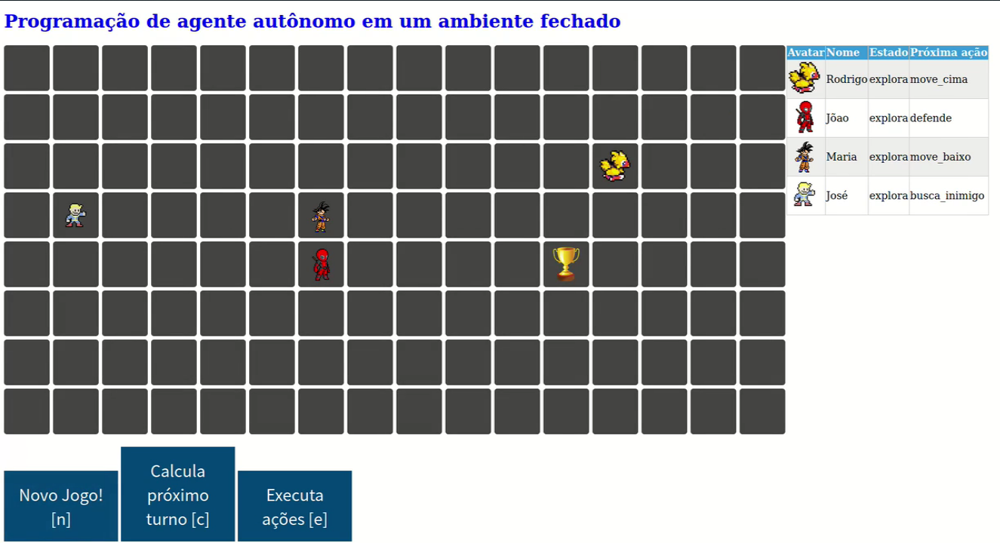 Programação de agente autônomo em um ambiente fechado
Avatar Nome Estado Próxima ação
Rodrigo explora move_cima
Jõao explora defende
Maria explora move_baixo
José explora busca_inimigo
Novo Jogo!
[n]
Calcula
próximo
turno [c]
Executa
ações [e]